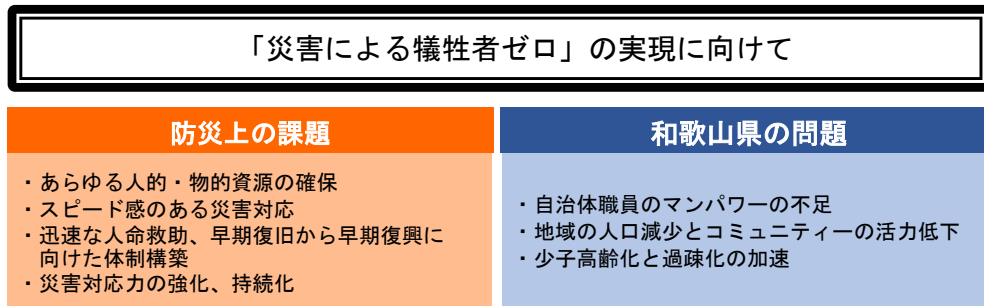 「災害による犠牲者ゼロ」の実現に向けて
防災上の課題
・あらゆる人的・物的資源の確保
・スピード感のある災害対応
・迅速な人命救助、早期復旧から早期復興に
向けた体制構築
・災害対応力の強化、持続化
和歌山県の問題
・自治体職員のマンパワーの不足
・地域の人口減少とコミュニティーの活力低下
・少子高齢化と過疎化の加速